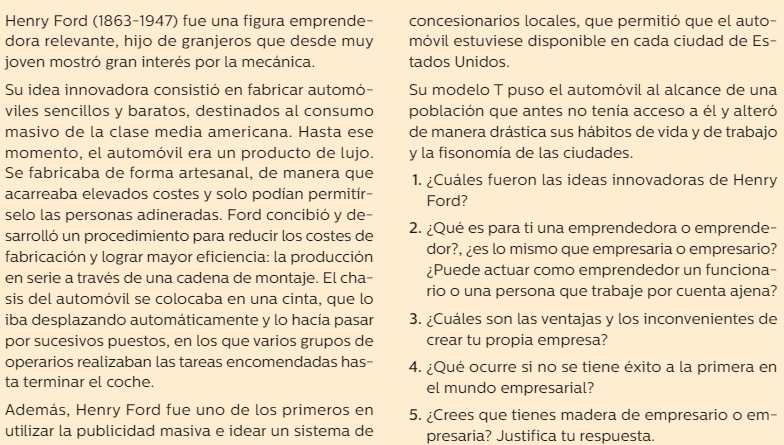 Henry Ford (1863-1947) fue una figura emprende-
dora relevante, hijo de granjeros que desde muy
joven mostró gran interés por la mecánica.
Su idea innovadora consistió en fabricar automó-
viles sencillos y baratos, destinados al consumo
masivo de la clase media americana. Hasta ese
momento, el automóvil era un producto de lujo.
Se fabricaba de forma artesanal, de manera que
acarreaba elevados costes y solo podían permitír-
selo las personas adineradas. Ford concibió y de-
sarrolló un procedimiento para reducir los costes de
fabricación y lograr mayor eficiencia: la producción
en serie a través de una cadena de montaje. El cha-
sis del automóvil se colocaba en una cinta, que lo
iba desplazando automáticamente y lo hacía pasar
por sucesivos puestos, en los que varios grupos de
operarios realizaban las tareas encomendadas has-
ta terminar el coche.
Además, Henry Ford fue uno de los primeros en
utilizar la publicidad masiva e idear un sistema de
concesionarios locales, que permitió que el auto-
móvil estuviese disponible en cada ciudad de Es-
tados Unidos.
Su modelo T puso el automóvil al alcance de una
población que antes no tenía acceso a él y alteró
de manera drástica sus hábitos de vida y de trabajo
y la fisonomía de las ciudades.
1. ¿Cuáles fueron las ideas innovadoras de Henry
Ford?
2. ¿Qué es para ti una emprendedora o emprende-
dor?, ¿es lo mismo que empresaria o empresario?
¿Puede actuar como emprendedor un funciona-
rio o una persona que trabaje por cuenta ajena?
3. ¿Cuáles son las ventajas y los inconvenientes de
crear tu propia empresa?
4. ¿Qué ocurre si no se tiene éxito a la primera en
el mundo empresarial?
5. ¿Crees que tienes madera de empresario o em-
presaria? Justifica tu respuesta.